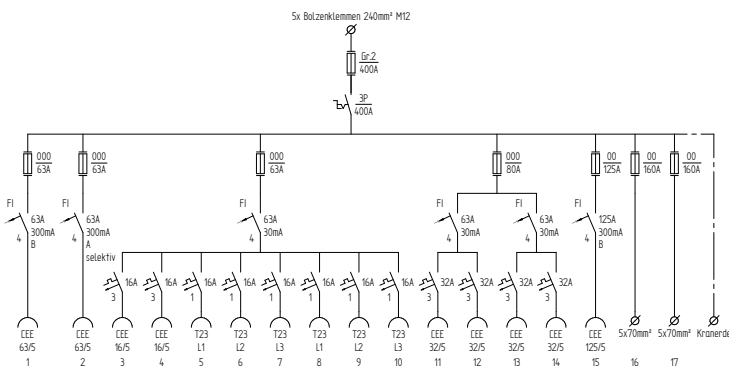 5x Bolzenklemmen 240mm² M12
Gr.2
400A
3P
400A
000
63A
000
63A
000
63A
000
80A
00
125A
00
160A
00
160A
FI
63A
300mA
4
B
FI
63A
300mA
4
A
selektiv
FI
63A
30mA
4
FI
63A
30mA
4
FI
63A
30mA
4
FI
125A
300mA
4
B
16A
3
16A
3
16A
1
16A
1
16A
1
16A
1
16A
1
16A
1
32A
3
32A
3
32A
3
32A
3
CEE
63/5
1
CEE
63/5
2
CEE
16/5
3
CEE
16/5
4
T23
L1
5
T23
L2
6
T23
L3
7
T23
L1
8
T23
L2
9
T23
L3
10
CEE
32/5
11
CEE
32/5
12
CEE
32/5
13
CEE
32/5
14
CEE
125/5
15
5x70mm²
16
5x70mm²
17
Kranerde